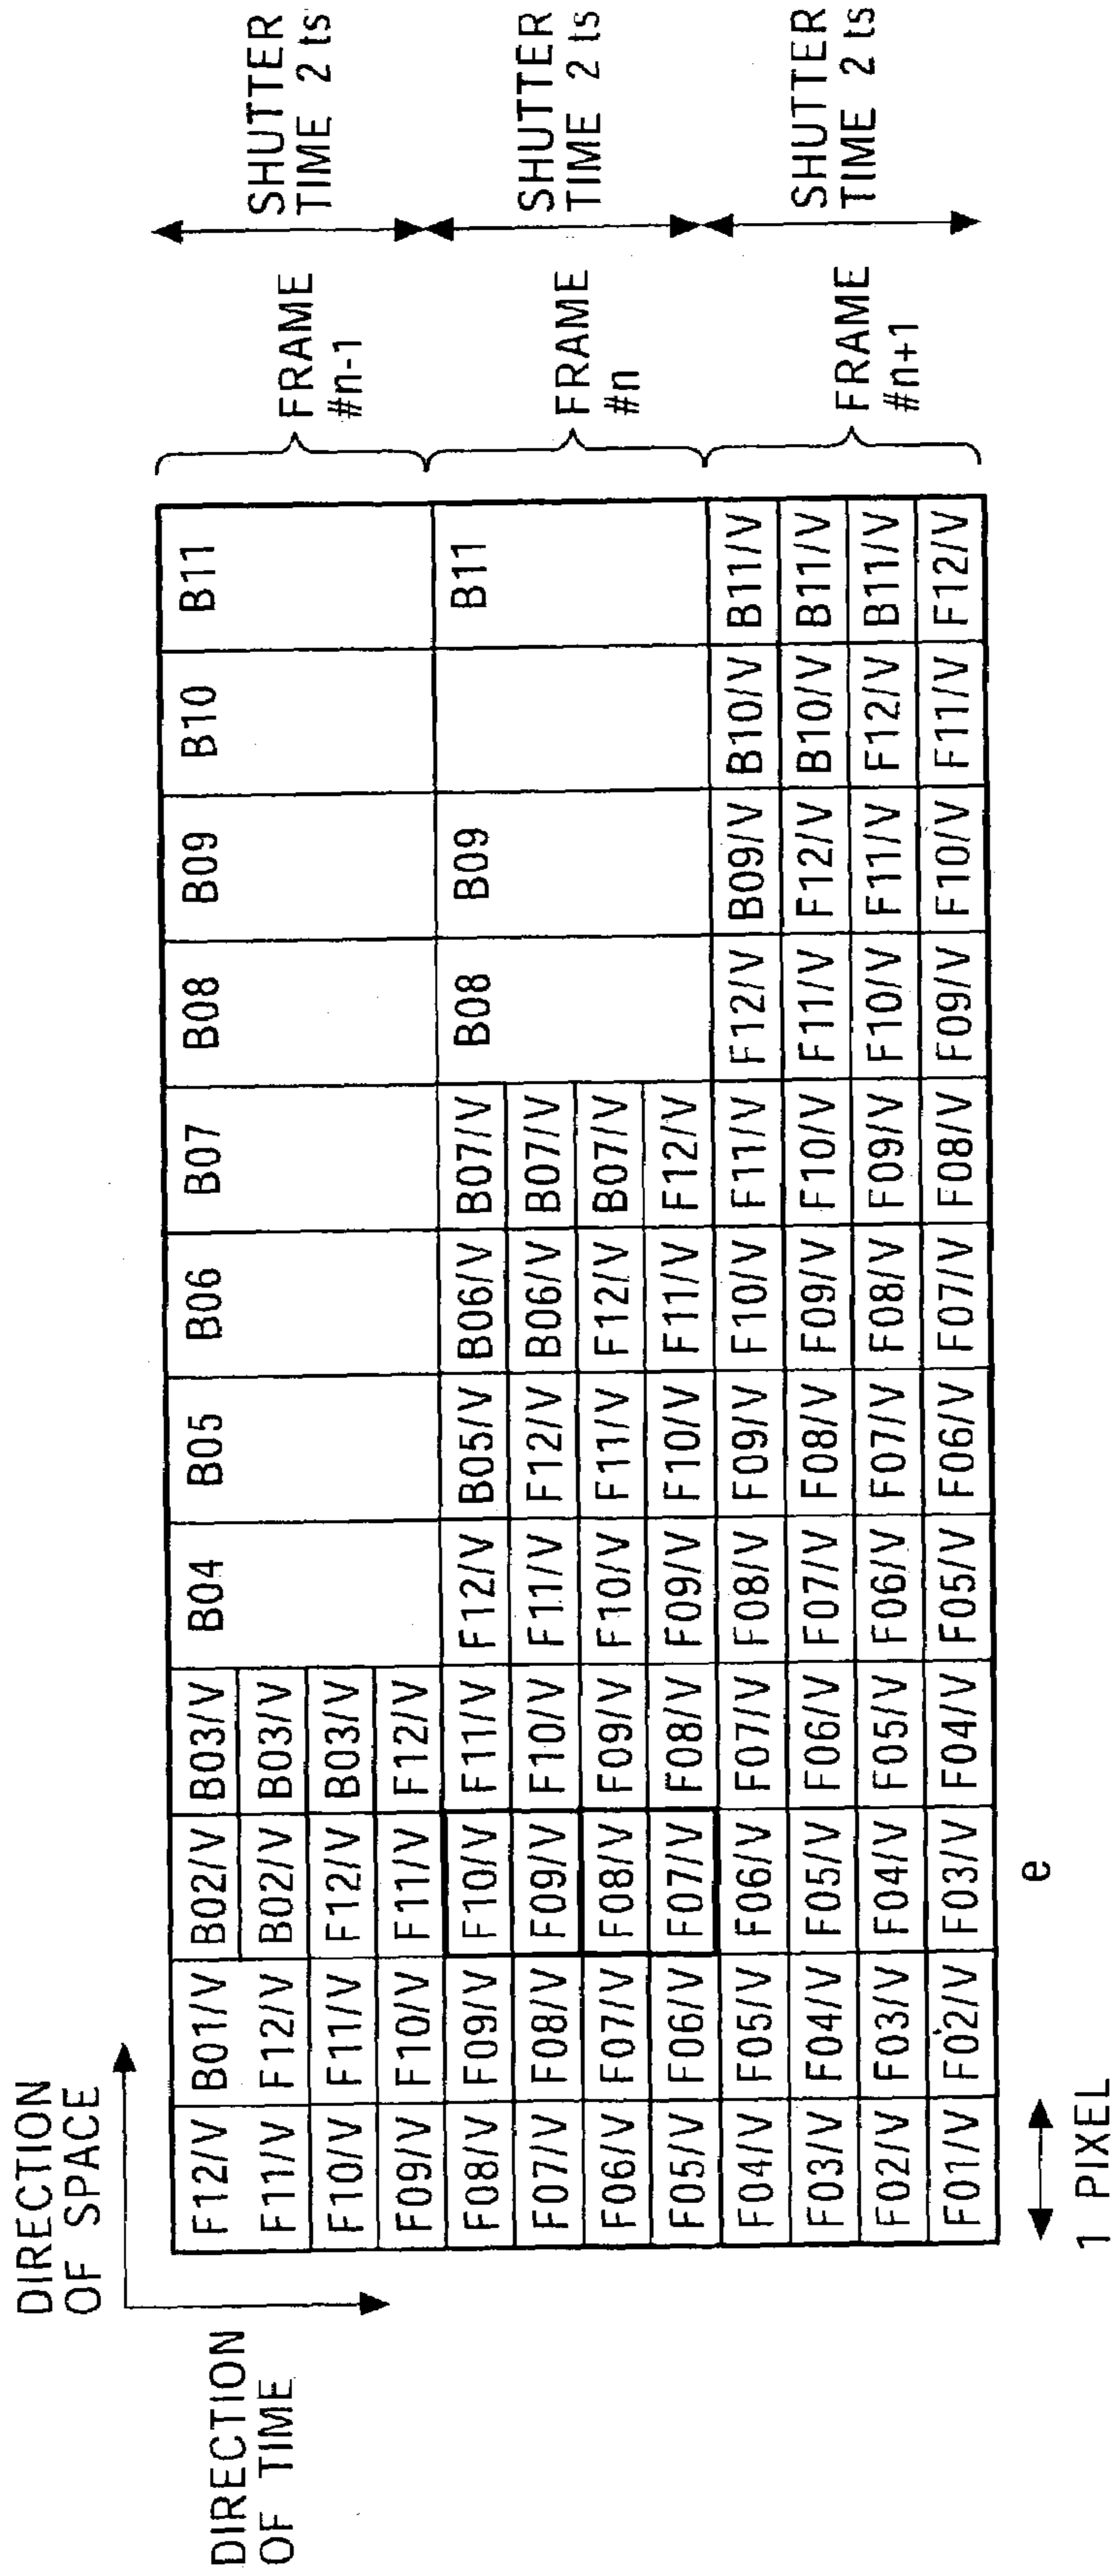 DIRECTION
OF SPACE
DIRECTION
OF TIME
F12/V B01/V B02/V B03/V B04 B05 B06 B07 B08 B09 B10 B11
F11/V F12/V B02/V B03/V
F10/V F11/V F12/V B03/V
F09/V F10/V F11/V F12/V
FRAME
#n-1
SHUTTER
TIME 2 ts
F08/V F09/V F10/V F11/V F12/V B05/V B06/V B07/V B08 B09 B11
F07/V F08/V F09/V F10/V F11/V F12/V B06/V B07/V
F06/V F07/V F08/V F09/V F10/V F11/V F12/V B07/V
F05/V F06/V F07/V F08/V F09/V F10/V F11/V F12/V
FRAME
#n
SHUTTER
TIME 2 ts
F04/V F05/V F06/V F07/V F08/V F09/V F10/V F11/V F12/V B09/V B10/V B11/V
F03/V F04/V F05/V F06/V F07/V F08/V F09/V F10/V F11/V F12/V B10/V B11/V
F02/V F03/V F04/V F05/V F06/V F07/V F08/V F09/V F10/V F11/V F12/V B11/V
F01/V F02/V F03/V F04/V F05/V F06/V F07/V F08/V F09/V F10/V F11/V F12/V
FRAME
#n+1
SHUTTER
TIME 2 ts
1 PIXEL
e